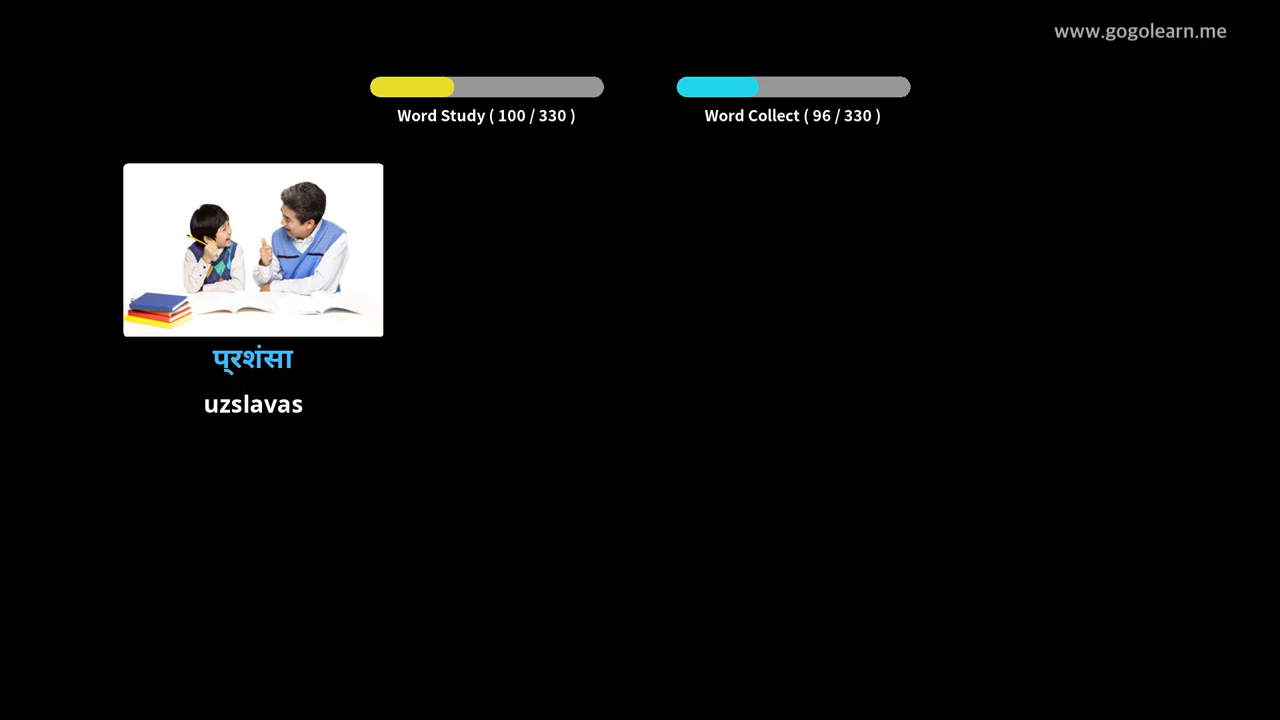 www.gogolearn.me
Word Study ( 100 / 330 )
Word Collect ( 96 / 330 )
प्रशंसा
uzslavas